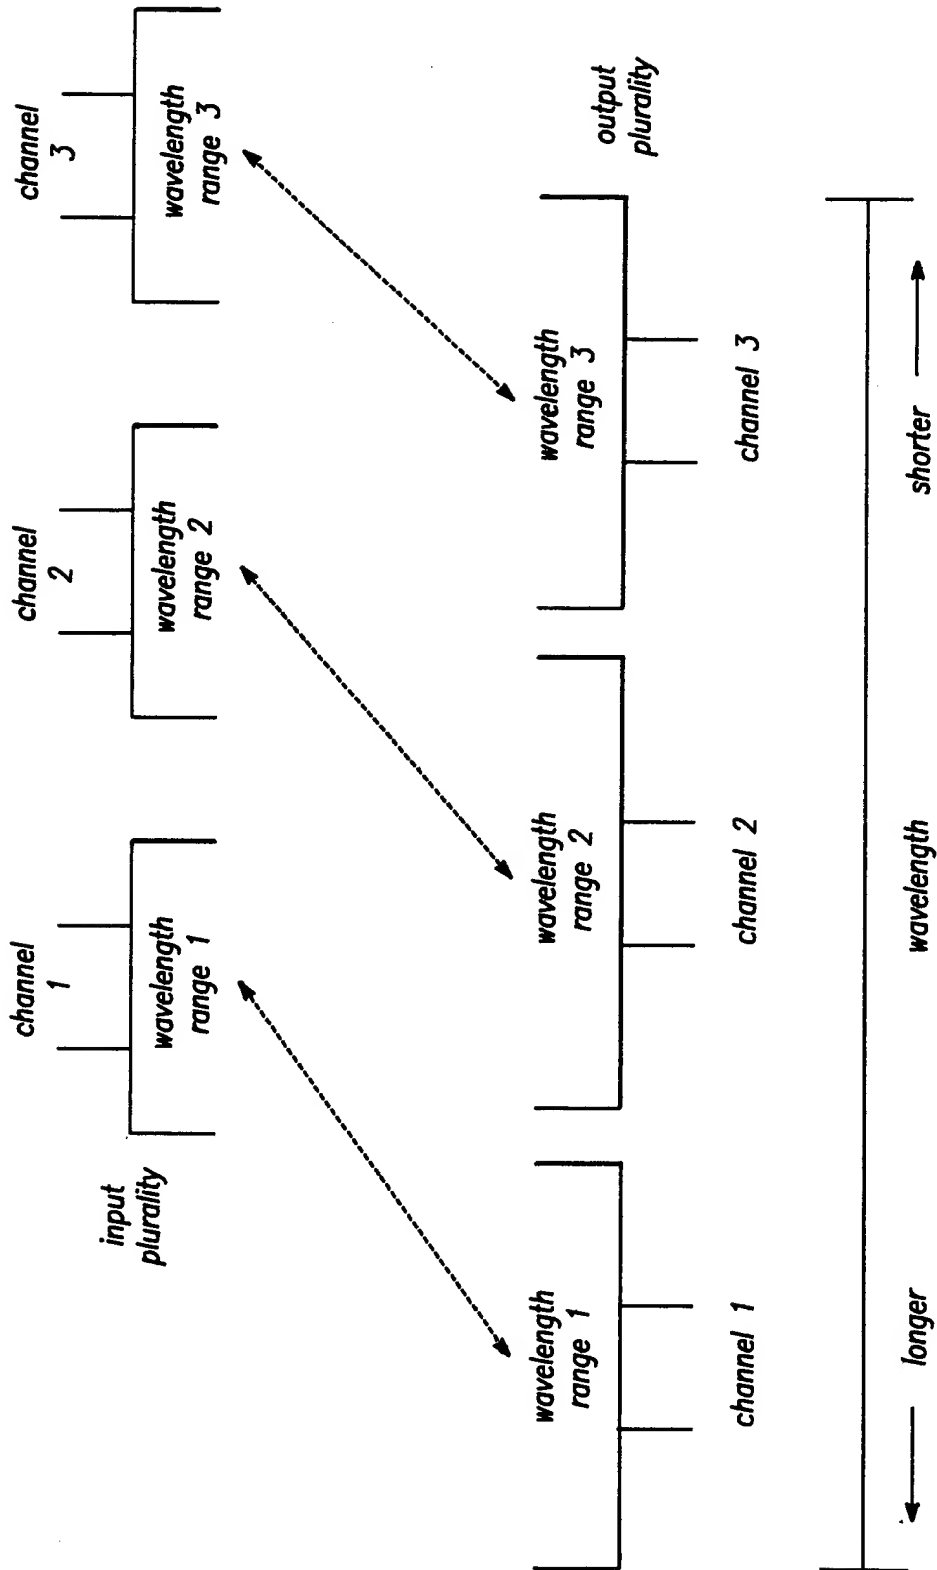 channel
1
channel
2
channel
3
input
plurality
wavelength
range 1
wavelength
range 2
wavelength
range 3
wavelength
range 1
wavelength
range 2
wavelength
range 3
output
plurality
channel 1
channel 2
channel 3
longer
wavelength
shorter